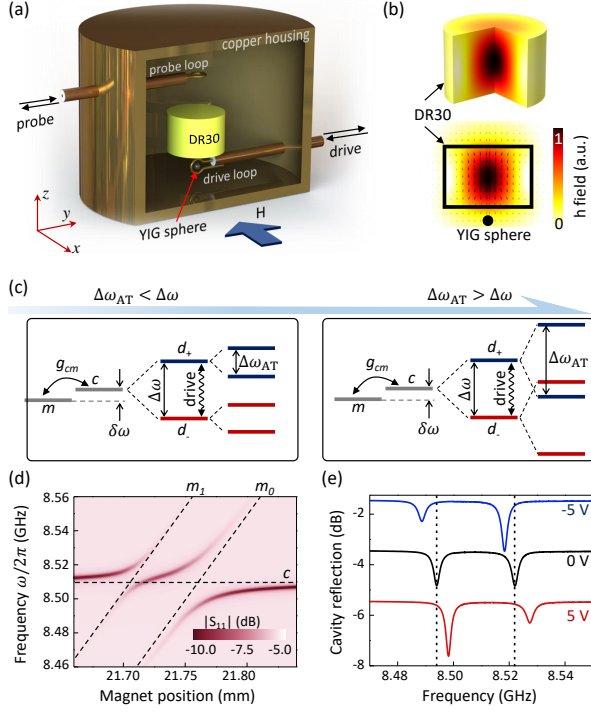 (a)
copper housing
probe loop
probe
DR30
drive
drive loop
H
YIG sphere
z
y
x
(b)
DR30
1
0
h field (a.u.)
YIG sphere
(c)
Δω_AT < Δω
Δω_AT > Δω
g_cm
c
m
δω
d_+
Δω
drive
d_-
Δω_AT
g_cm
c
m
δω
d_+
Δω
drive
d_-
Δω_AT
(d)
m_1
m_0
8.56
8.54
8.52
8.50
8.48
8.46
Frequency ω/2π (GHz)
c
|S_11| (dB)
-10.0 -7.5 -5.0
21.70 21.75 21.80
Magnet position (mm)
(e)
-2
-4
-6
-8
Cavity reflection (dB)
-5 V
0 V
5 V
8.48 8.50 8.52 8.54
Frequency (GHz)